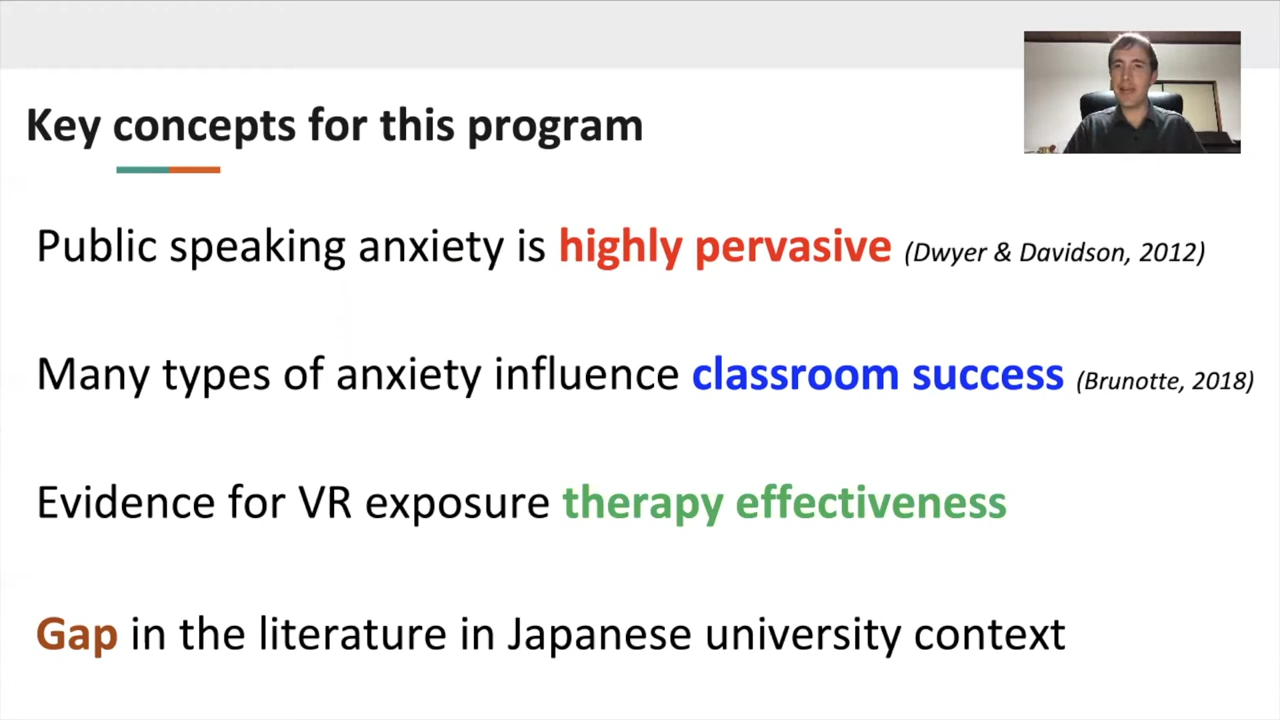 Key concepts for this program
Public speaking anxiety is highly pervasive (Dwyer & Davidson, 2012)
Many types of anxiety influence classroom success (Brunotte, 2018)
Evidence for VR exposure therapy effectiveness
Gap in the literature in Japanese university context